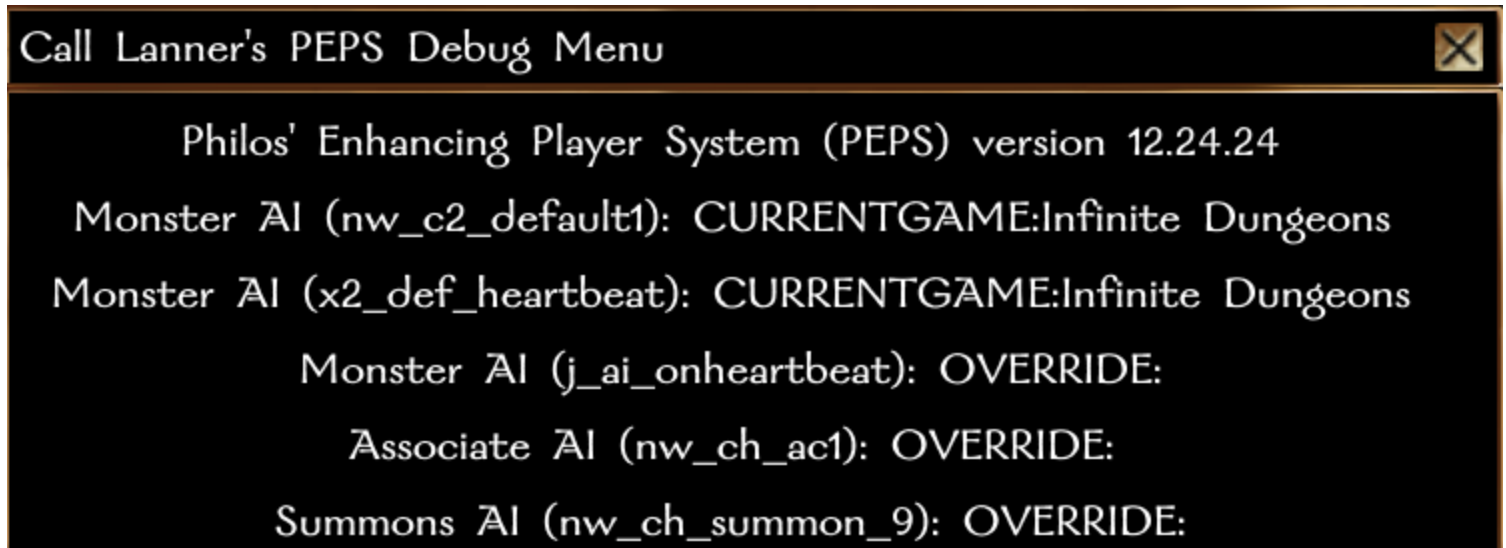 Call Lanner's PEPS Debug Menu
Philos' Enhancing Player System (PEPS) version 12.24.24
Monster AI (nw_c2_default1): CURRENTGAME:Infinite Dungeons
Monster AI (x2_def_heartbeat): CURRENTGAME:Infinite Dungeons
Monster AI (j_ai_onheartbeat): OVERRIDE:
Associate AI (nw_ch_ac1): OVERRIDE:
Summons AI (nw_ch_summon_9): OVERRIDE: